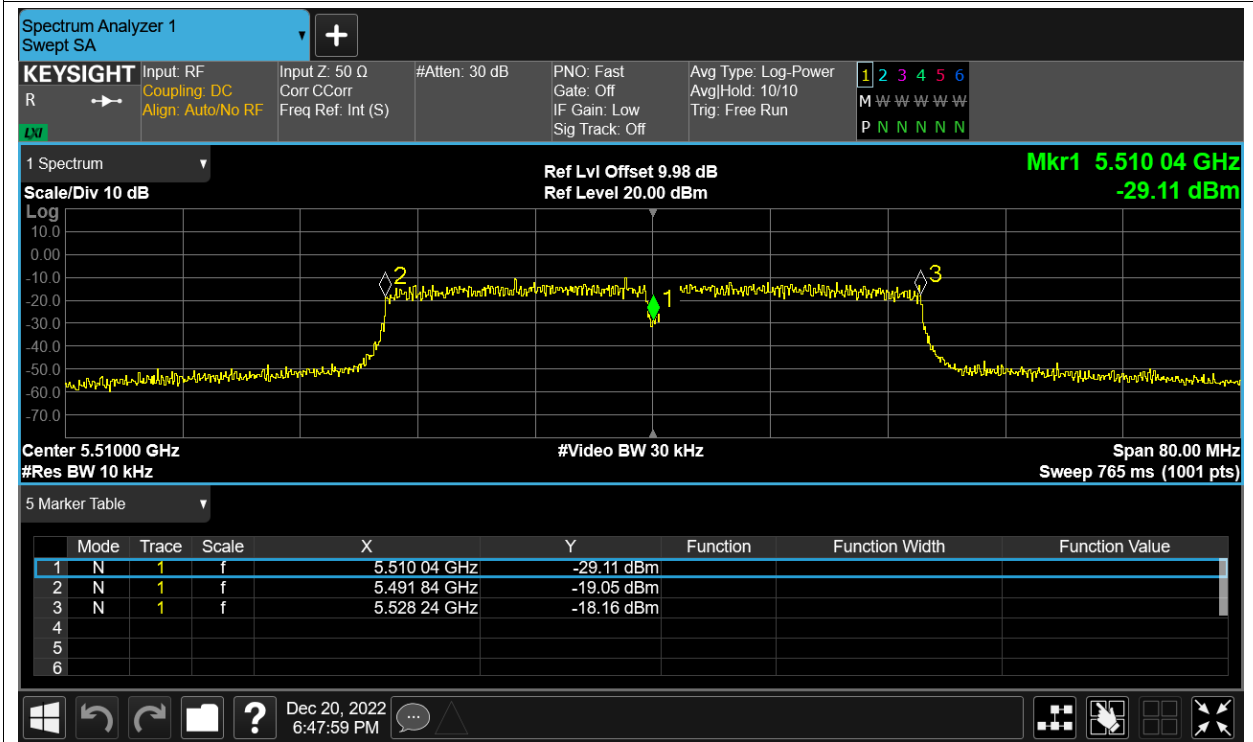 Spectrum Analyzer 1
Swept SA
+
KEYSIGHT
R
LXI
Input: RF
Coupling: DC
Align: Auto/No RF
Input Z: 50 Ω
Corr CCorr
Freq Ref: Int (S)
#Atten: 30 dB
PNO: Fast
Gate: Off
IF Gain: Low
Sig Track: Off
Avg Type: Log-Power
Avg|Hold: 10/10
Trig: Free Run
1 2 3 4 5 6
M W W W W W
P N N N N N
1 Spectrum
Scale/Div 10 dB
Ref Lvl Offset 9.98 dB
Ref Level 20.00 dBm
Mkr1 5.510 04 GHz
-29.11 dBm
Log
10.0
0.00
-10.0
-20.0
-30.0
-40.0
-50.0
-60.0
-70.0
2
1
3
Center 5.51000 GHz
#Res BW 10 kHz
#Video BW 30 kHz
Span 80.00 MHz
Sweep 765 ms (1001 pts)
5 Marker Table
Mode Trace Scale X Y Function Function Width Function Value
1 N 1 f 5.510 04 GHz -29.11 dBm
2 N 1 f 5.491 84 GHz -19.05 dBm
3 N 1 f 5.528 24 GHz -18.16 dBm
4
5
6
?
Dec 20, 2022
6:47:59 PM